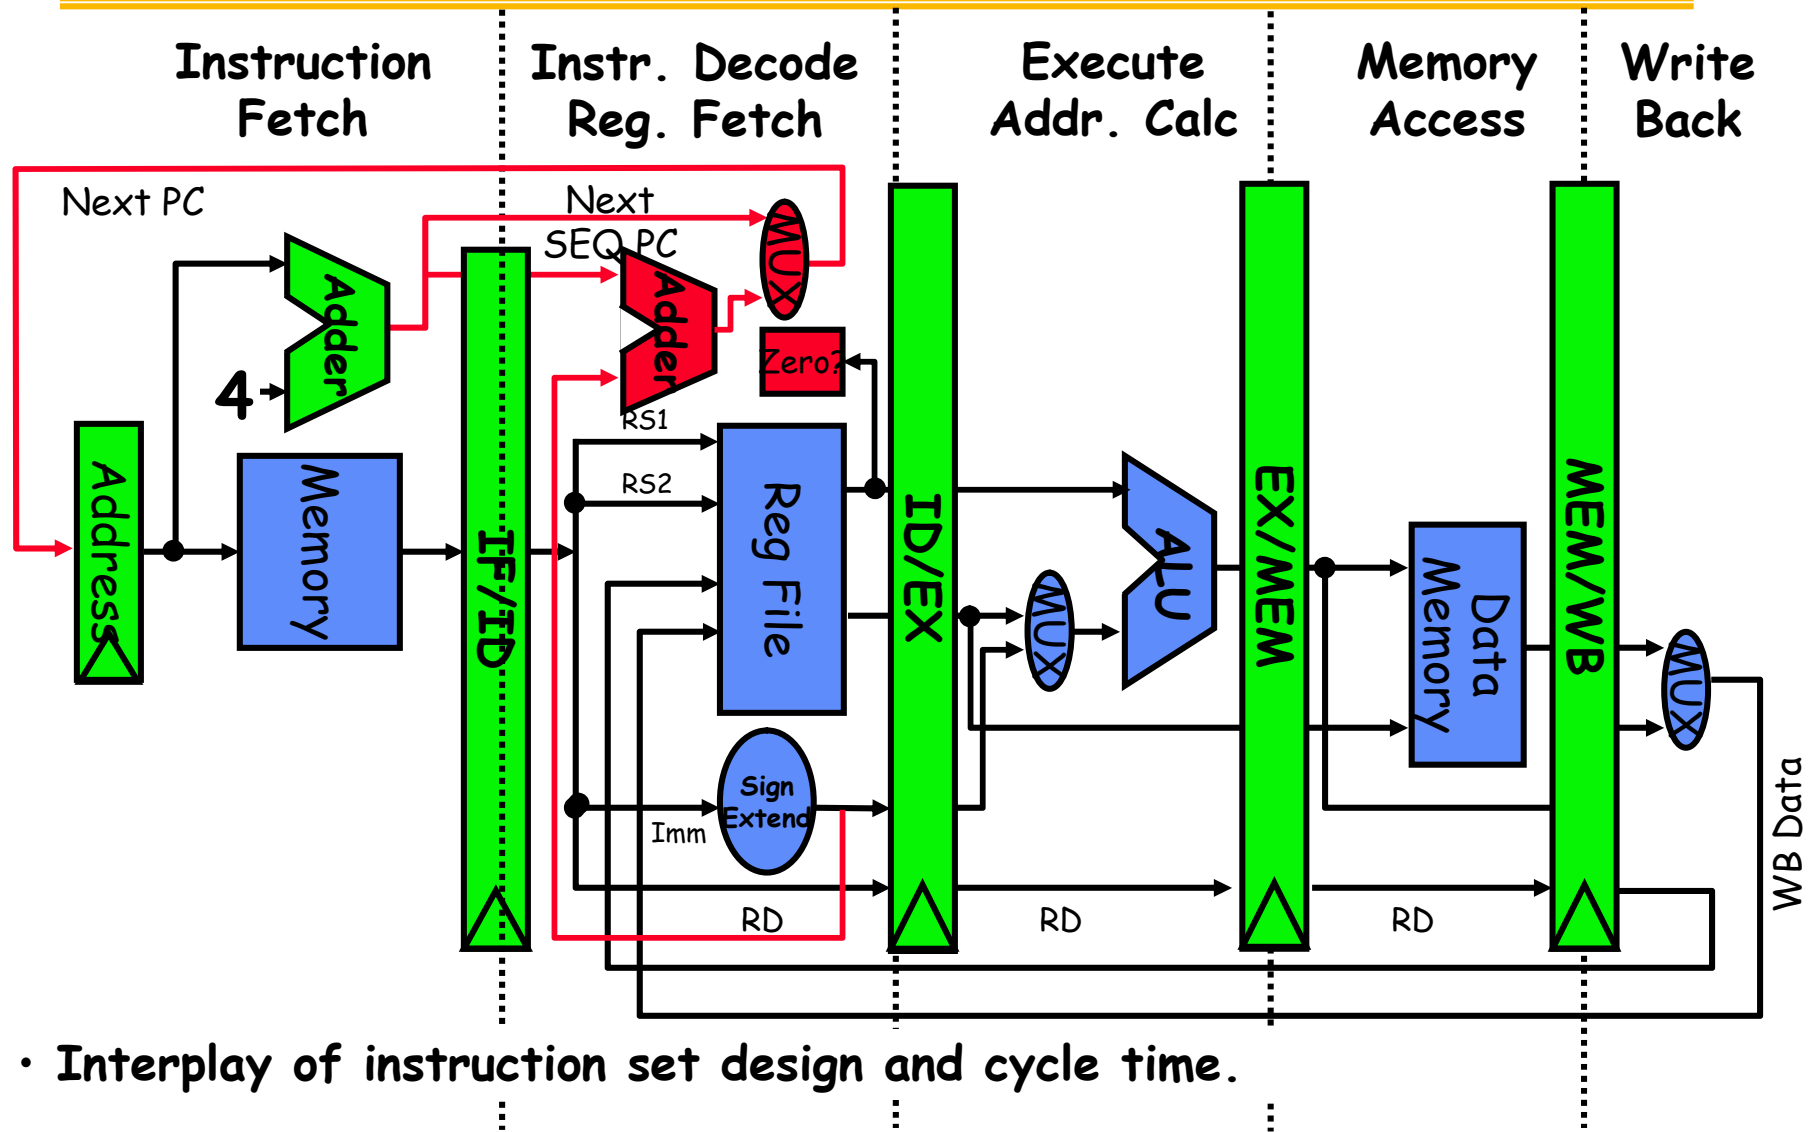 Instruction
Fetch
Instr. Decode
Reg. Fetch
Execute
Addr. Calc
Memory
Access
Write
Back
Next PC
Next
SEQ PC
MUX
Adder
Adder
Zero?
4
RS1
Address
Memory
IF/ID
RS2
Reg File
ID/EX
MUX
ALU
EX/MEM
Data
Memory
MEM/WB
MUX
Sign
Extend
Imm
WB Data
RD
RD
RD
• Interplay of instruction set design and cycle time.